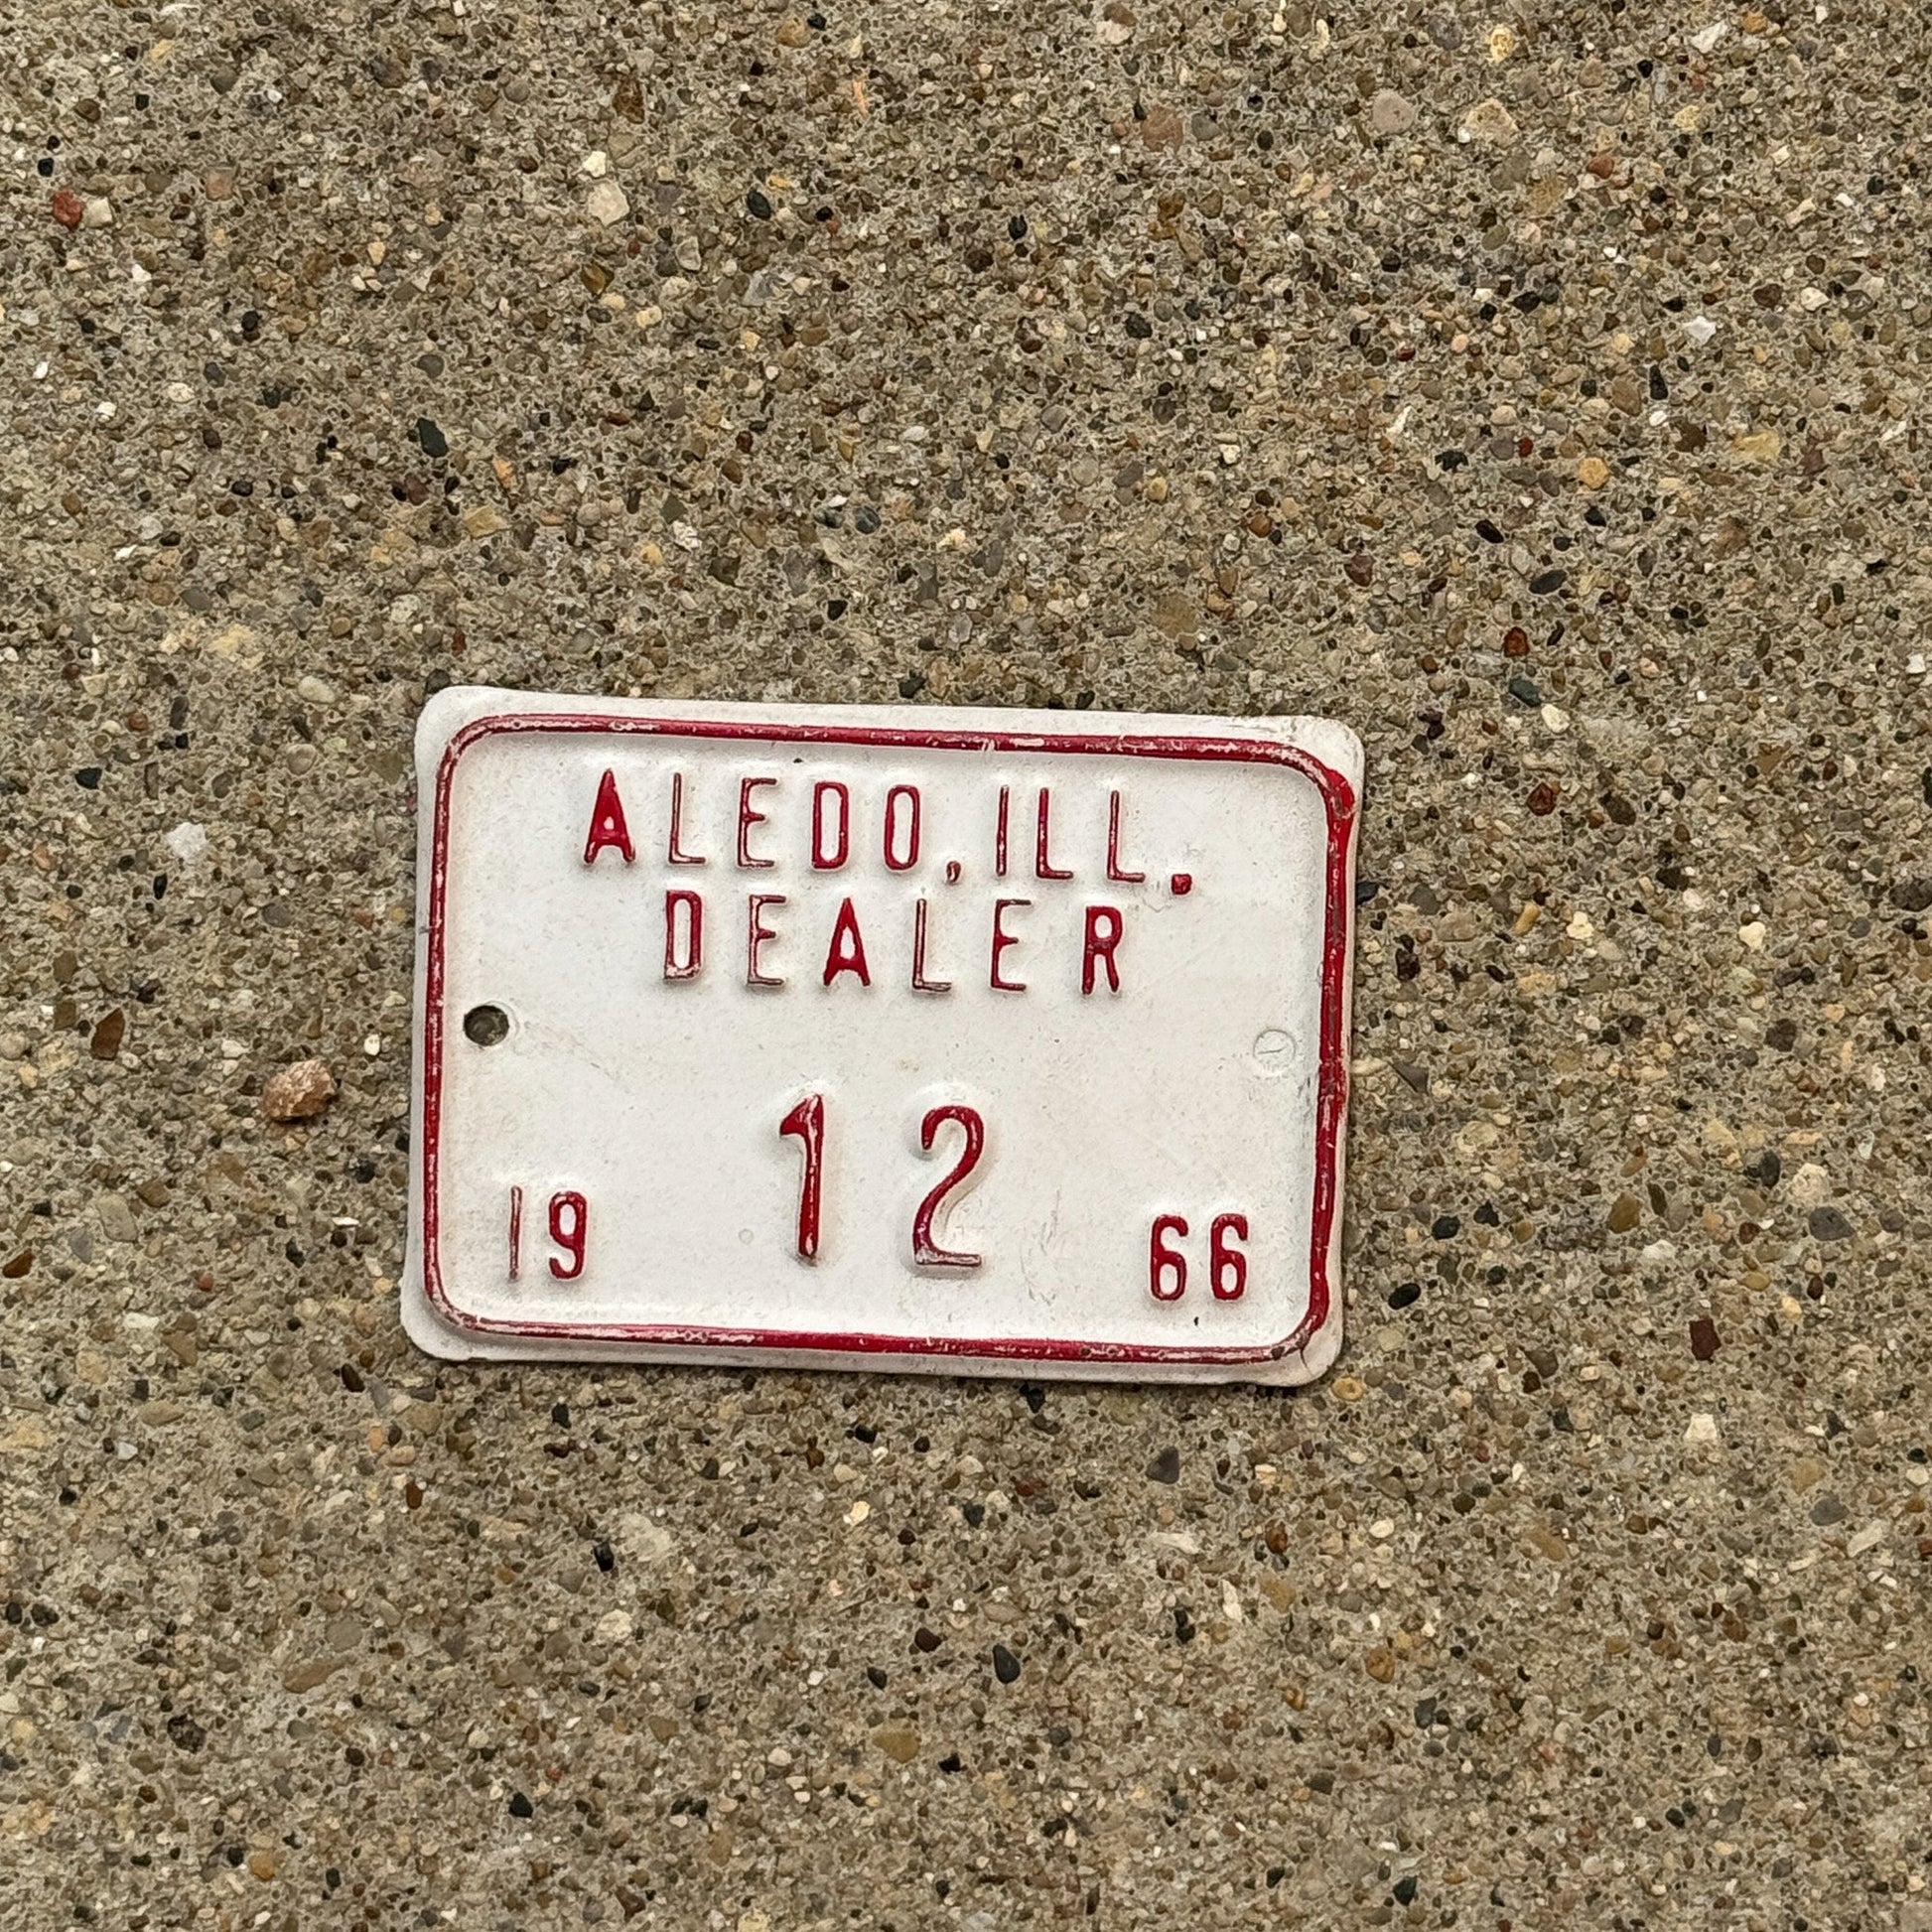 ALEDO, ILL.
DEALER
12
19 66